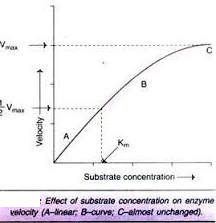 Vmax
C
B
½ Vmax
Velocity
A
Km
Substrate concentration
: Effect of substrate concentration on enzyme
velocity (A–linear; B–curve; C–almost unchanged).